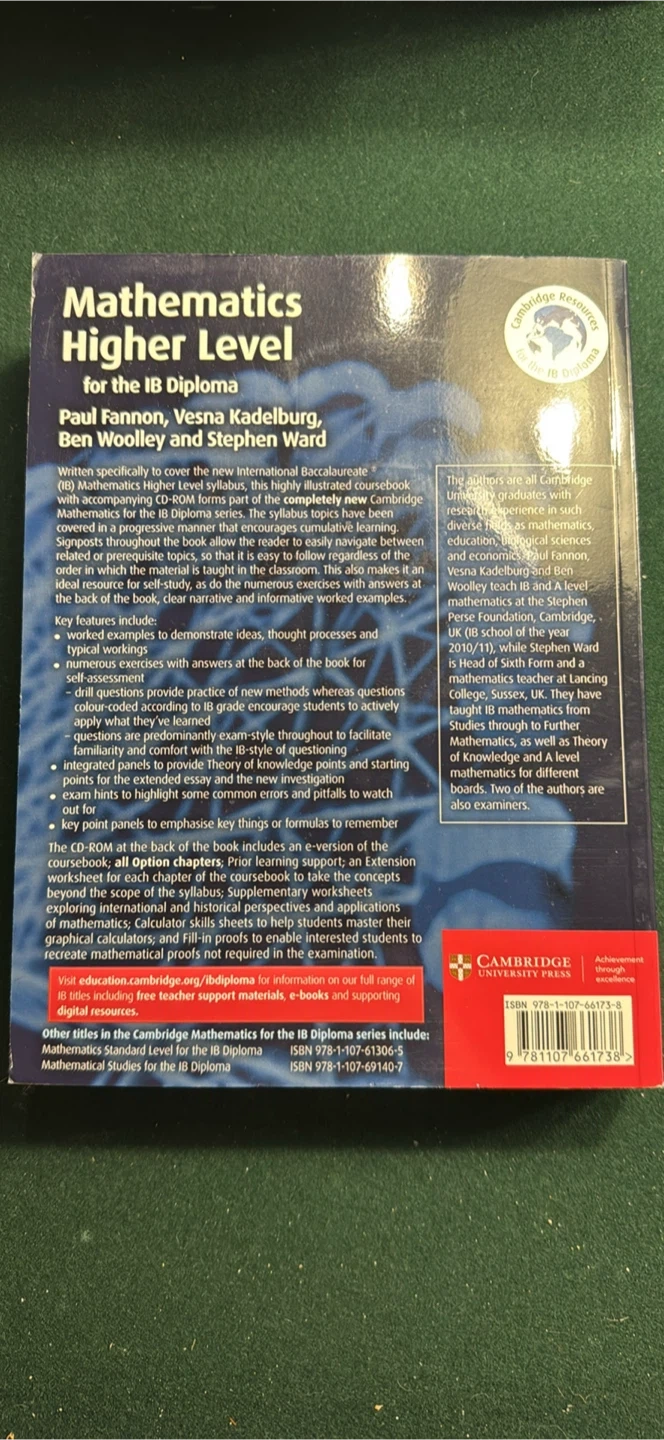 Mathematics
Higher Level
for the IB Diploma
Cambridge Resources
for the IB Diploma
Paul Fannon, Vesna Kadelburg,
Ben Woolley and Stephen Ward
Written specifically to cover the new International Baccalaureate ®
(IB) Mathematics Higher Level syllabus, this highly illustrated coursebook
with accompanying CD-ROM forms part of the completely new Cambridge
Mathematics for the IB Diploma series. The syllabus topics have been
covered in a progressive manner that encourages cumulative learning.
Signposts throughout the book allow the reader to easily navigate between
related or prerequisite topics, so that it is easy to follow regardless of the
order in which the material is taught in the classroom. This also makes it an
ideal resource for self-study, as do the numerous exercises with answers at
the back of the book, clear narrative and informative worked examples.
Key features include:
• worked examples to demonstrate ideas, thought processes and
typical workings
• numerous exercises with answers at the back of the book for
self-assessment
– drill questions provide practice of new methods whereas questions
colour-coded according to IB grade encourage students to actively
apply what they've learned
– questions are predominantly exam-style throughout to facilitate
familiarity and comfort with the IB-style of questioning
• integrated panels to provide Theory of knowledge points and starting
points for the extended essay and the new investigation
• exam hints to highlight some common errors and pitfalls to watch
out for
• key point panels to emphasise key things or formulas to remember
The CD-ROM at the back of the book includes an e-version of the
coursebook; all Option chapters; Prior learning support; an Extension
worksheet for each chapter of the coursebook to take the concepts
beyond the scope of the syllabus; Supplementary worksheets
exploring international and historical perspectives and applications
of mathematics; Calculator skills sheets to help students master their
graphical calculators; and Fill-in proofs to enable interested students to
recreate mathematical proofs not required in the examination.
Visit education.cambridge.org/ibdiploma for information on our full range of
IB titles including free teacher support materials, e-books and supporting
digital resources.
Other titles in the Cambridge Mathematics for the IB Diploma series include:
Mathematics Standard Level for the IB Diploma ISBN 978-1-107-61306-5
Mathematical Studies for the IB Diploma ISBN 978-1-107-69140-7
The authors are all Cambridge
University graduates with
research experience in such
diverse fields as mathematics,
education, biological sciences
and economics. Paul Fannon,
Vesna Kadelburg and Ben
Woolley teach IB and A level
mathematics at the Stephen
Perse Foundation, Cambridge,
UK (IB school of the year
2010/11), while Stephen Ward
is Head of Sixth Form and a
mathematics teacher at Lancing
College, Sussex, UK. They have
taught IB mathematics from
Studies through to Further
Mathematics, as well as Theory
of Knowledge and A level
mathematics for different
boards. Two of the authors are
also examiners.
CAMBRIDGE
UNIVERSITY PRESS
Achievement
through
excellence
ISBN 978-1-107-66173-8
9 781107 661738 >